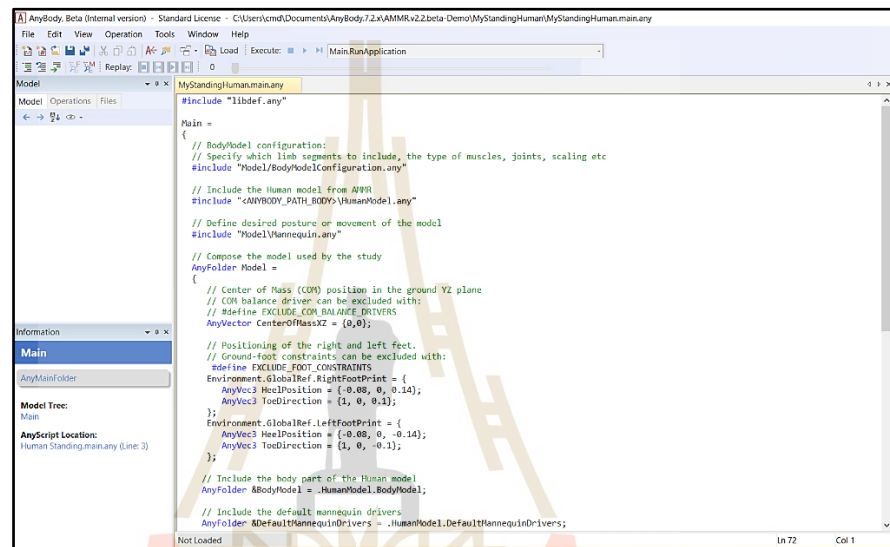 AnyBody, Beta (Internal version) - Standard License - C:\Users\cmd\Documents\AnyBody.7.2.x\AMMR.v2.2.beta-Demo\MyStandingHuman\MyStandingHuman.main.any
File Edit View Operation Tools Window Help
Load Execute: Main.RunApplication
Replay: 0
Model
MyStandingHuman.main.any
Model Operations Files
#include "libdef.any"
Main =
{
// BodyModel configuration:
// Specify which limb segments to include, the type of muscles, joints, scaling etc
#include "Model/BodyModelConfiguration.any"
// Include the Human model from AMMR
#include "<ANYBODY_PATH_BODY>\HumanModel.any"
// Define desired posture or movement of the model
#include "Model\Mannequin.any"
// Compose the model used by the study
AnyFolder Model =
{
// Center of Mass (COM) position in the ground YZ plane
// COM balance driver can be excluded with:
// #define EXCLUDE_COM_BALANCE_DRIVERS
AnyVector CenterOfMassXZ = {0,0};
// Positioning of the right and left feet.
// Ground-foot constraints can be excluded with:
#define EXCLUDE_FOOT_CONSTRAINTS
Environment.GlobalRef.RightFootPrint = {
AnyVec3 HeelPosition = {-0.08, 0, 0.14};
AnyVec3 ToeDirection = {1, 0, 0.1};
};
Environment.GlobalRef.LeftFootPrint = {
AnyVec3 HeelPosition = {-0.08, 0, -0.14};
AnyVec3 ToeDirection = {1, 0, -0.1};
};
// Include the body part of the Human model
AnyFolder &BodyModel = .HumanModel.BodyModel;
// Include the default mannequin drivers
AnyFolder &DefaultMannequinDrivers = .HumanModel.DefaultMannequinDrivers;
Information
Main
AnyMainFolder
Model Tree:
Main
AnyScript Location:
Human Standing.main.any (Line: 3)
Not Loaded
Ln 72 Col 1